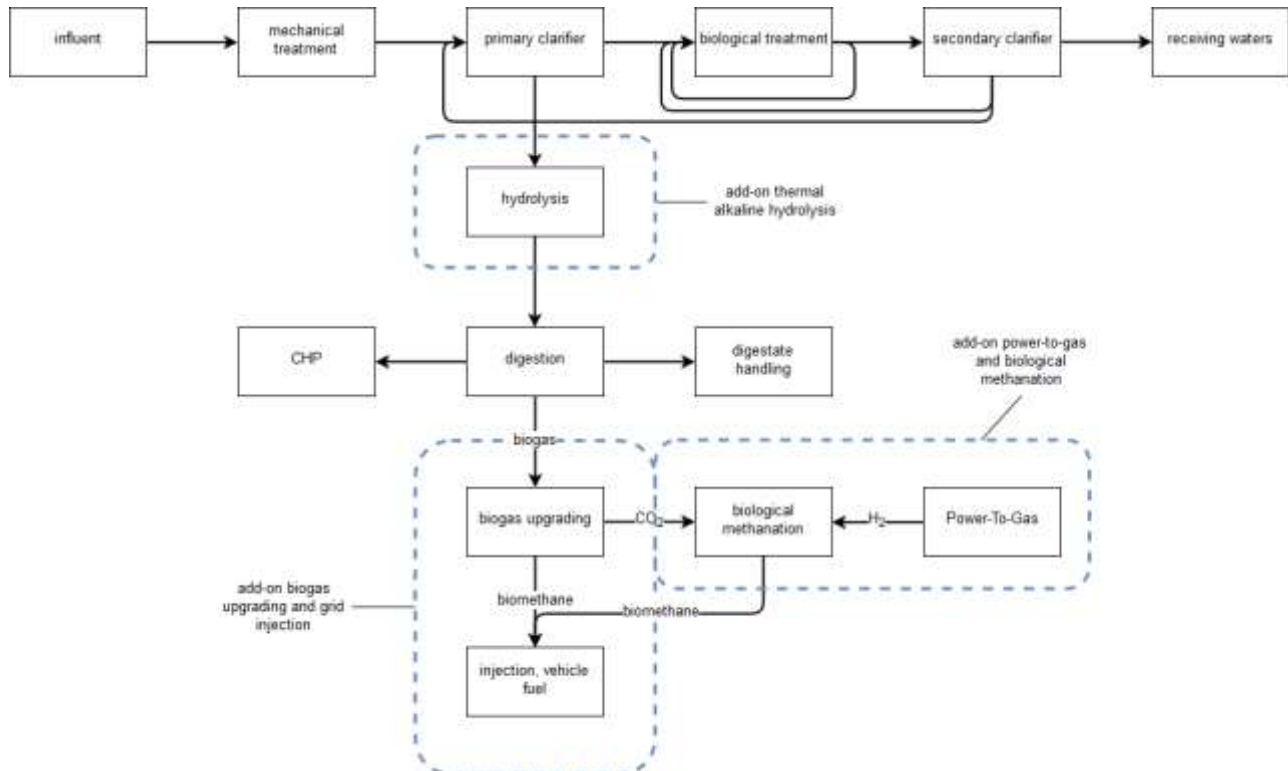 influent
mechanical
treatment
primary clarifier
biological treatment
secondary clarifier
receiving waters
hydrolysis
add-on thermal
alkaline hydrolysis
CHP
digestion
digestate
handling
add-on power-to-gas
and biological
methanation
biogas
biogas upgrading
CO2
biological
methanation
H2
Power-To-Gas
add-on biogas
upgrading and grid
injection
biomethane
biomethane
injection, vehicle
fuel